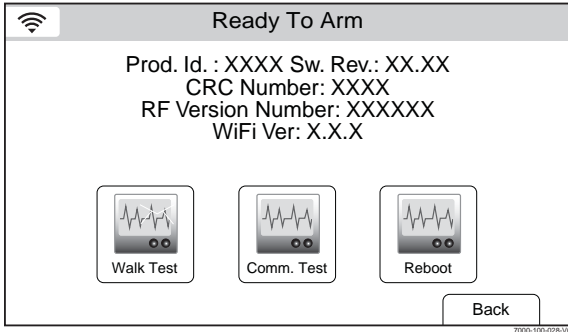 Ready To Arm
Prod. Id. : XXXX Sw. Rev.: XX.XX
CRC Number: XXXX
RF Version Number: XXXXXX
WiFi Ver: X.X.X
Walk Test
Comm. Test
Reboot
Back